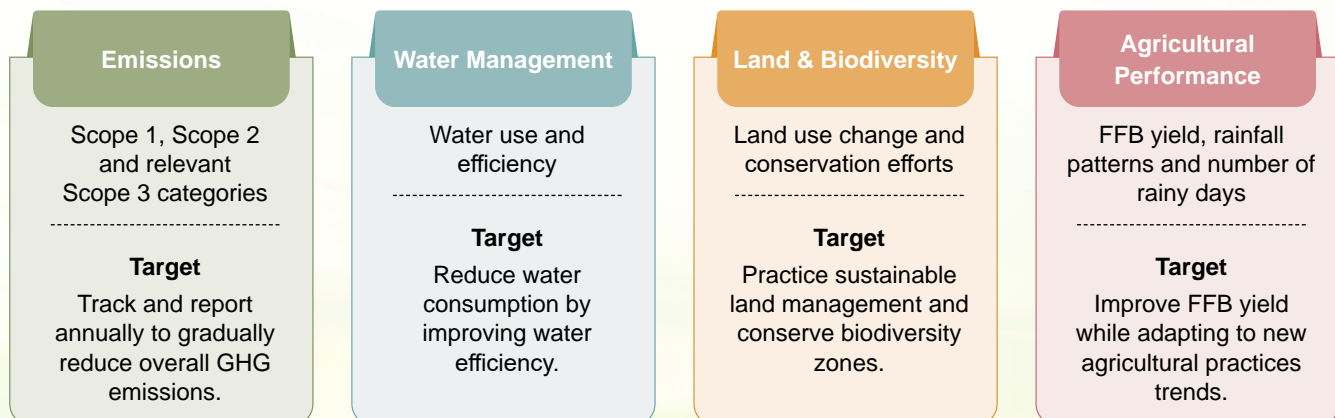 Emissions
Scope 1, Scope 2
and relevant
Scope 3 categories
Target
Track and report
annually to gradually
reduce overall GHG
emissions.
Water Management
Water use and
efficiency
Target
Reduce water
consumption by
improving water
efficiency.
Land & Biodiversity
Land use change and
conservation efforts
Target
Practice sustainable
land management and
conserve biodiversity
zones.
Agricultural
Performance
FFB yield, rainfall
patterns and number of
rainy days
Target
Improve FFB yield
while adapting to new
agricultural practices
trends.